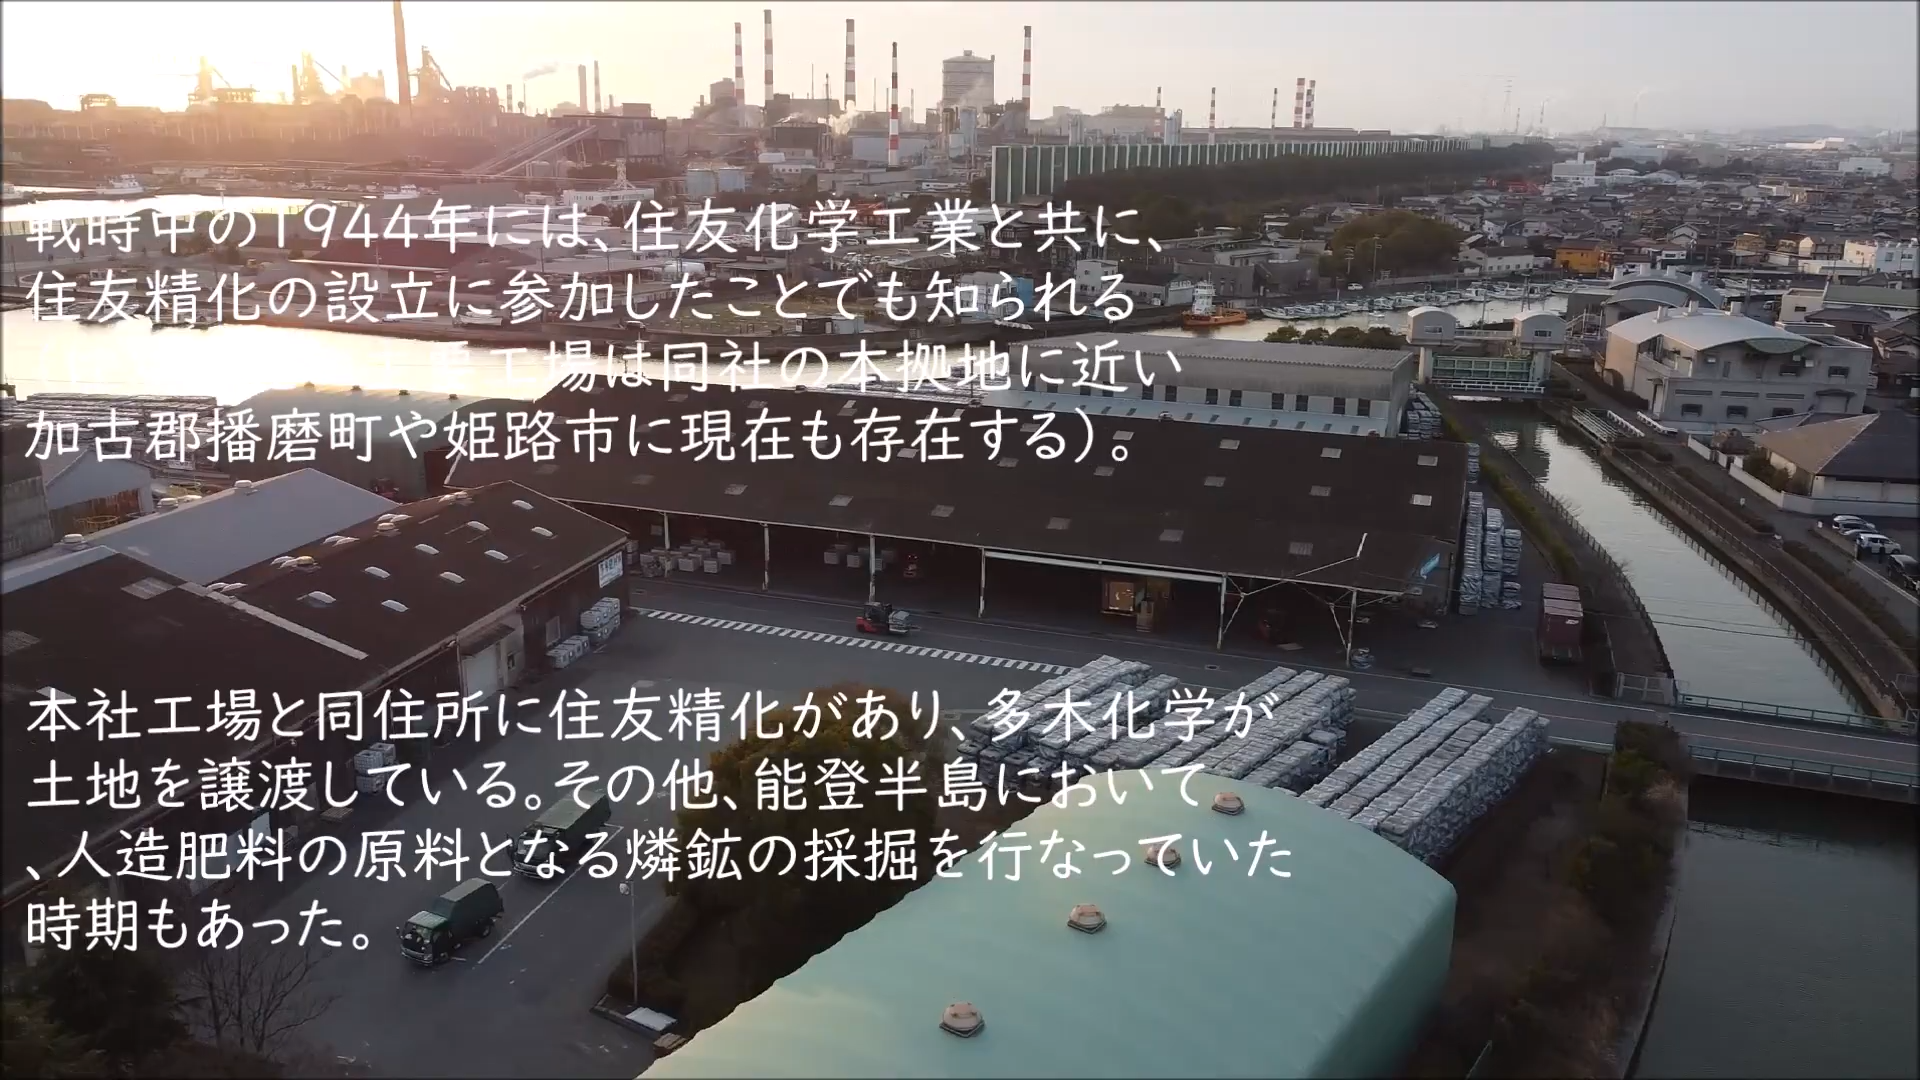 戦時中の1944年には、住友化学工業と共に、
住友精化の設立に参加したことでも知られる
工場は同社の本拠地に近い
加古郡播磨町や姫路市に現在も存在する)。
本社工場と同住所に住友精化があり、多木化学が
土地を譲渡している。その他、能登半島において
、人造肥料の原料となる燐鉱の採掘を行なっていた
時期もあった。